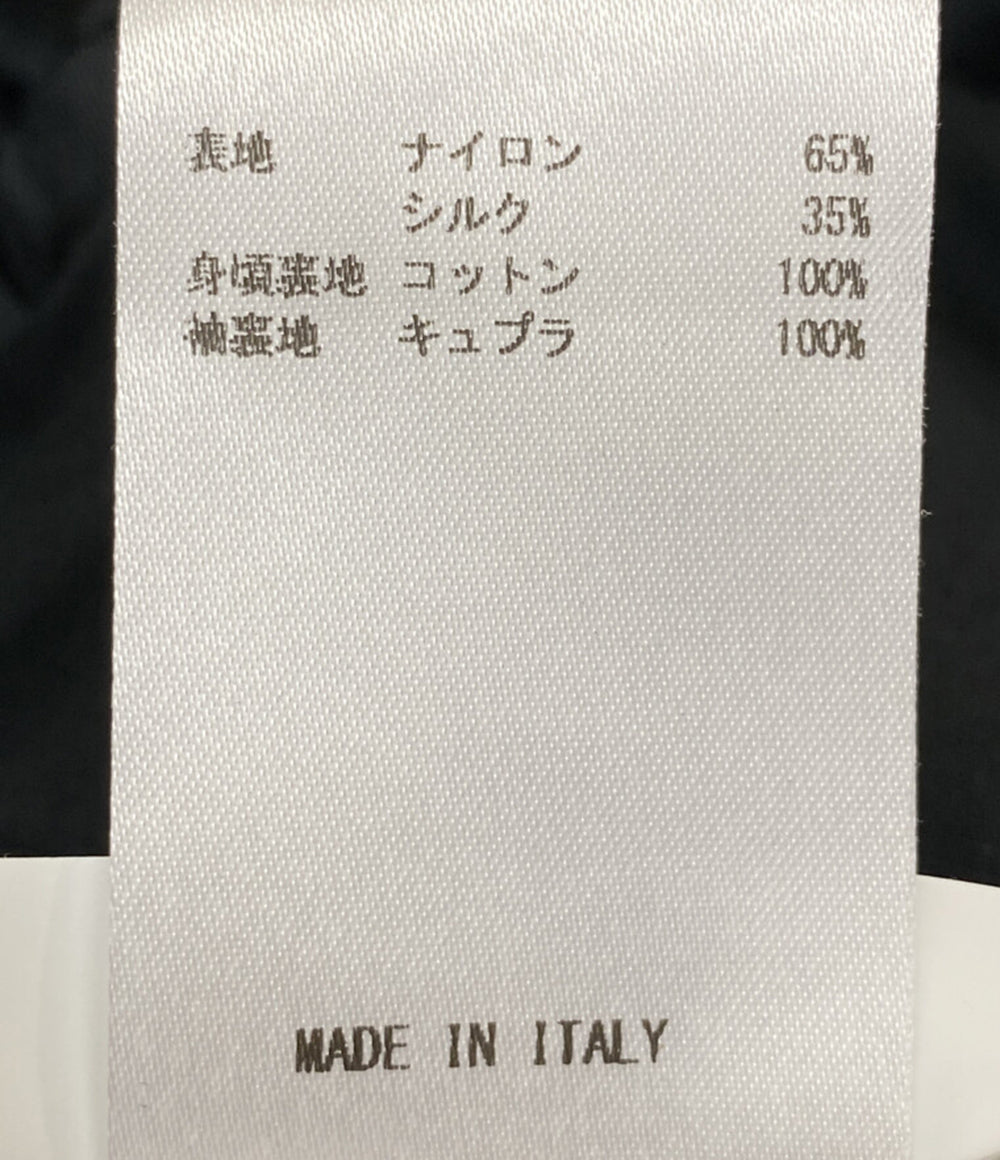 表地 ナイロン 65%
シルク 35%
身頃裏地 コットン 100%
袖裏地 キュプラ 100%
MADE IN ITALY